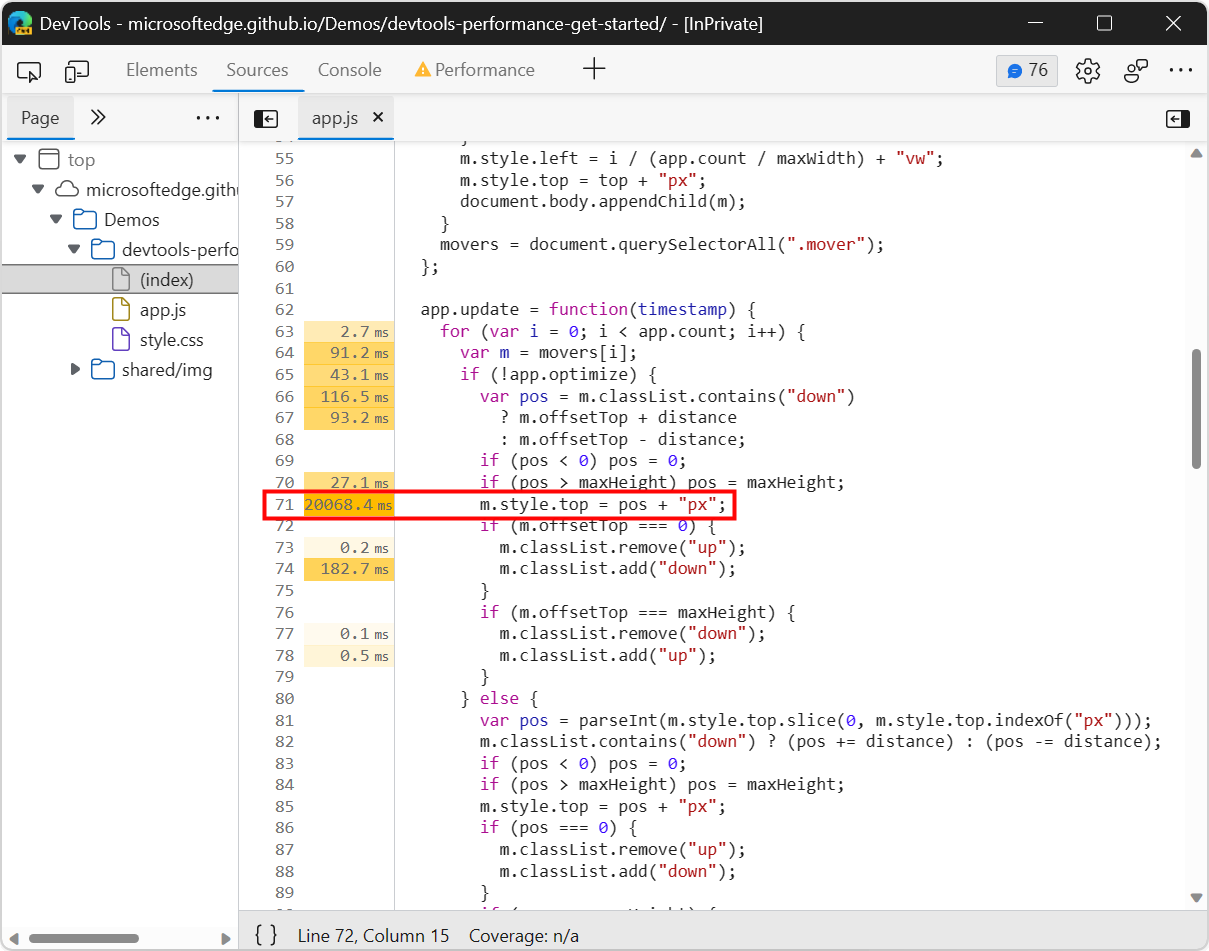 DevTools - microsoftedge.github.io/Demos/devtools-performance-get-started/ - [InPrivate]
Elements Sources Console Performance 76
Page
app.js
top
microsoftedge.gith
Demos
devtools-perfo
(index)
app.js
style.css
shared/img
55 m.style.left = i / (app.count / maxWidth) + "vw";
56 m.style.top = top + "px";
57 document.body.appendChild(m);
58 }
59 movers = document.querySelectorAll(".mover");
60 };
61
62 app.update = function(timestamp) {
63 2.7 ms for (var i = 0; i < app.count; i++) {
64 91.2 ms var m = movers[i];
65 43.1 ms if (!app.optimize) {
66 116.5 ms var pos = m.classList.contains("down")
67 93.2 ms ? m.offsetTop + distance
68 : m.offsetTop - distance;
69 if (pos < 0) pos = 0;
70 27.1 ms if (pos > maxHeight) pos = maxHeight;
71 20068.4 ms m.style.top = pos + "px";
72 if (m.offsetTop === 0) {
73 0.2 ms m.classList.remove("up");
74 182.7 ms m.classList.add("down");
75 }
76 if (m.offsetTop === maxHeight) {
77 0.1 ms m.classList.remove("down");
78 0.5 ms m.classList.add("up");
79 }
80 } else {
81 var pos = parseInt(m.style.top.slice(0, m.style.top.indexOf("px")));
82 m.classList.contains("down") ? (pos += distance) : (pos -= distance);
83 if (pos < 0) pos = 0;
84 if (pos > maxHeight) pos = maxHeight;
85 m.style.top = pos + "px";
86 if (pos === 0) {
87 m.classList.remove("up");
88 m.classList.add("down");
89 }
{ } Line 72, Column 15 Coverage: n/a